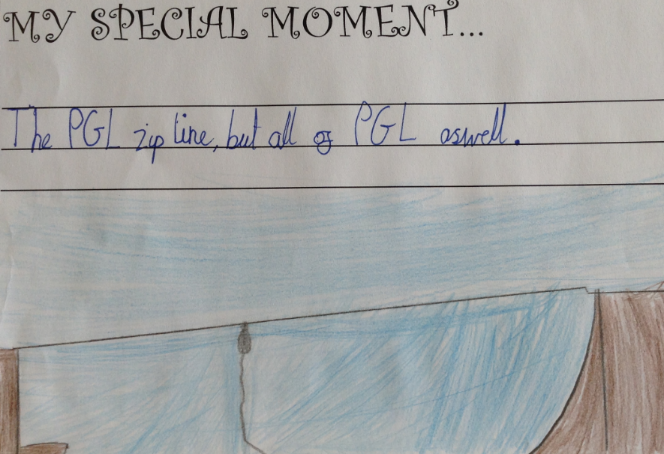 MY SPECIAL MOMENT...
The PGL zip line, but all of PGL aswell.